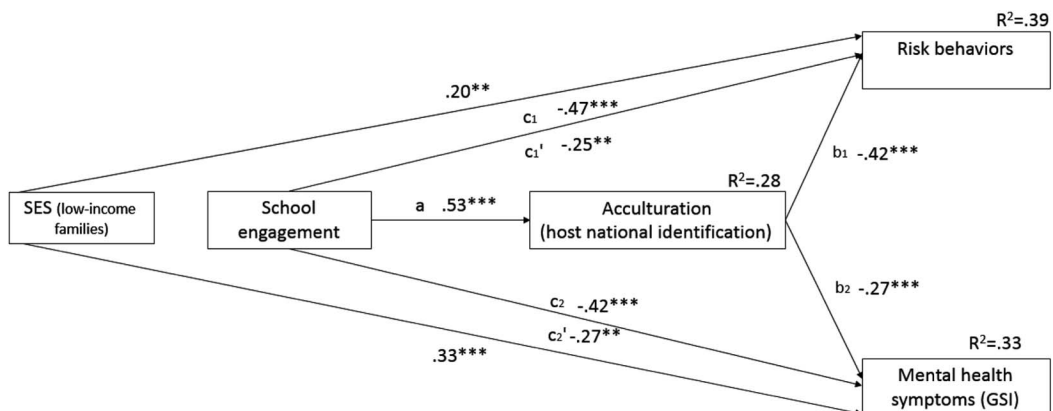 R²=.39
Risk behaviors
.20**
c₁ -.47***
c₁' -.25**
b₁ -.42***
R²=.28
SES (low-income
families)
School
engagement
a .53***
Acculturation
(host national identification)
b₂ -.27***
c₂ -.42***
c₂' -.27**
.33***
R²=.33
Mental health
symptoms (GSI)